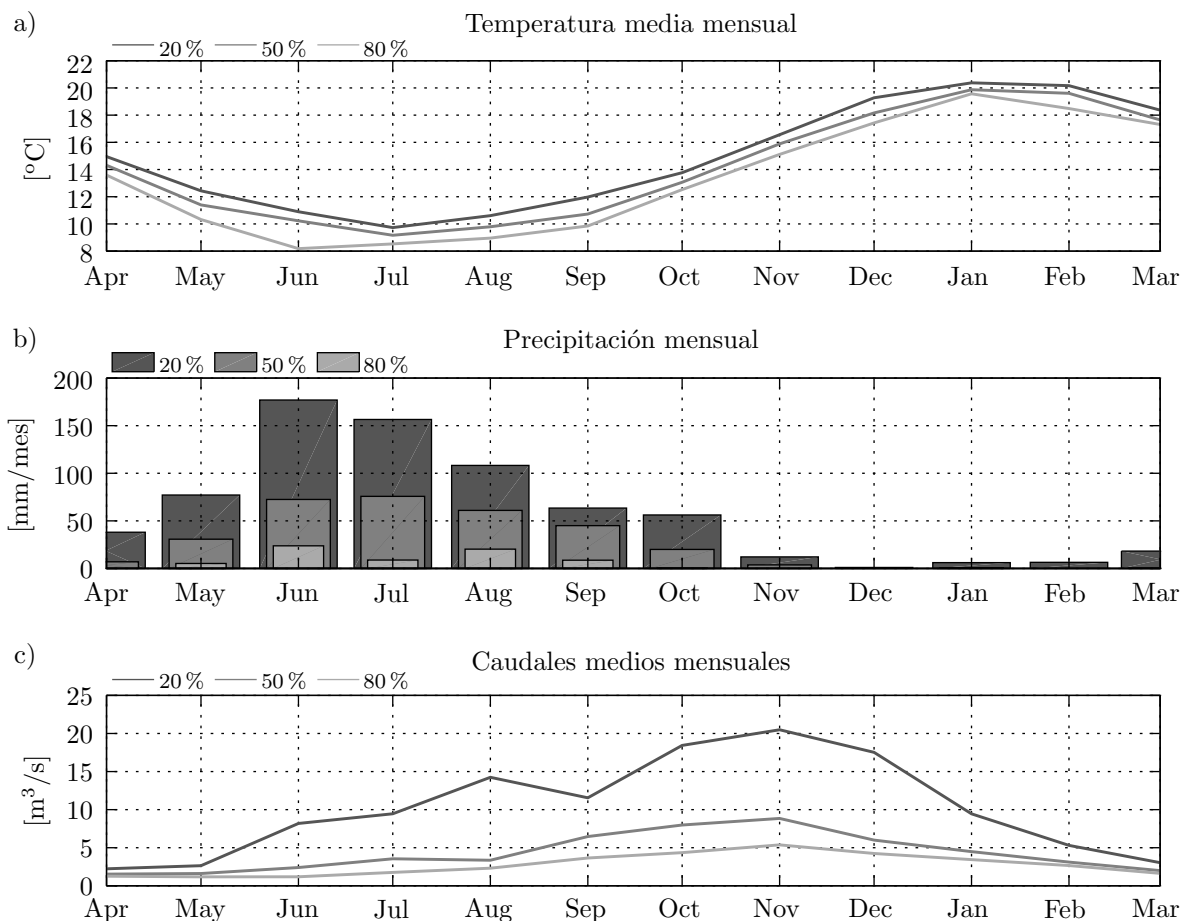 a)
Temperatura media mensual
20 % 50 % 80 %
22
20
18
16
14
12
10
8
[°C]
Apr May Jun Jul Aug Sep Oct Nov Dec Jan Feb Mar
b)
Precipitación mensual
20 % 50 % 80 %
200
150
100
50
0
[mm/mes]
Apr May Jun Jul Aug Sep Oct Nov Dec Jan Feb Mar
c)
Caudales medios mensuales
20 % 50 % 80 %
25
20
15
10
5
0
[m³/s]
Apr May Jun Jul Aug Sep Oct Nov Dec Jan Feb Mar